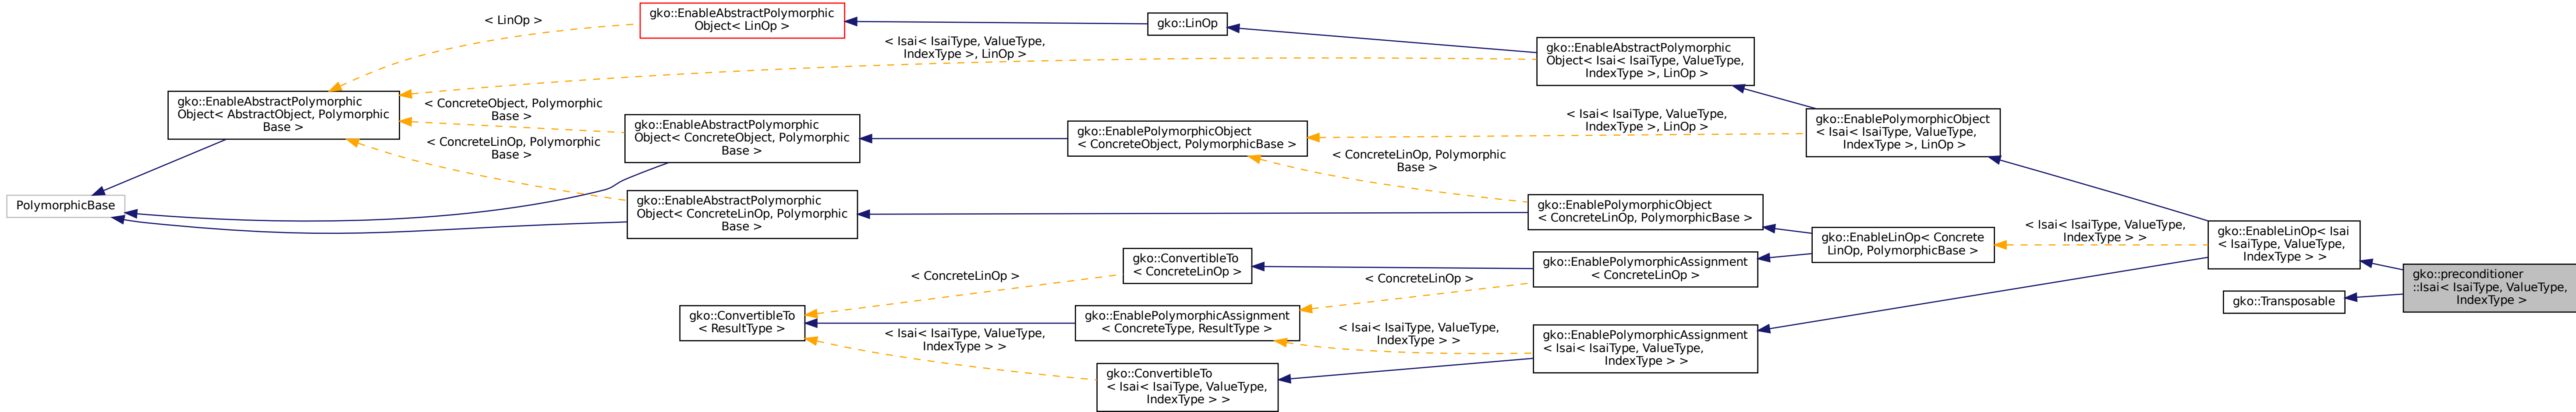 gko::EnableAbstractPolymorphic
Object< LinOp >
< LinOp >
gko::LinOp
< Isai< IsaiType, ValueType,
IndexType >, LinOp >
gko::EnableAbstractPolymorphic
Object< Isai< IsaiType, ValueType,
IndexType >, LinOp >
gko::EnableAbstractPolymorphic
Object< AbstractObject, Polymorphic
Base >
< ConcreteObject, Polymorphic
Base >
< ConcreteLinOp, Polymorphic
Base >
gko::EnableAbstractPolymorphic
Object< ConcreteObject, Polymorphic
Base >
gko::EnablePolymorphicObject
< ConcreteObject, PolymorphicBase >
< Isai< IsaiType, ValueType,
IndexType >, LinOp >
< ConcreteLinOp, Polymorphic
Base >
gko::EnablePolymorphicObject
< Isai< IsaiType, ValueType,
IndexType >, LinOp >
PolymorphicBase
gko::EnableAbstractPolymorphic
Object< ConcreteLinOp, Polymorphic
Base >
gko::EnablePolymorphicObject
< ConcreteLinOp, PolymorphicBase >
gko::EnableLinOp< Concrete
LinOp, PolymorphicBase >
< Isai< IsaiType, ValueType,
IndexType > >
gko::EnableLinOp< Isai
< IsaiType, ValueType,
IndexType > >
gko::ConvertibleTo
< ConcreteLinOp >
< ConcreteLinOp >
< ConcreteLinOp >
gko::EnablePolymorphicAssignment
< ConcreteLinOp >
gko::preconditioner
::Isai< IsaiType, ValueType,
IndexType >
gko::Transposable
gko::ConvertibleTo
< ResultType >
gko::EnablePolymorphicAssignment
< ConcreteType, ResultType >
< Isai< IsaiType, ValueType,
IndexType > >
< Isai< IsaiType, ValueType,
IndexType > >
gko::EnablePolymorphicAssignment
< Isai< IsaiType, ValueType,
IndexType > >
gko::ConvertibleTo
< Isai< IsaiType, ValueType,
IndexType > >